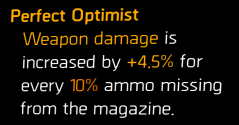 Perfect Optimist
Weapon damage is
increased by +4.5% for
every 10% ammo missing
from the magazine.